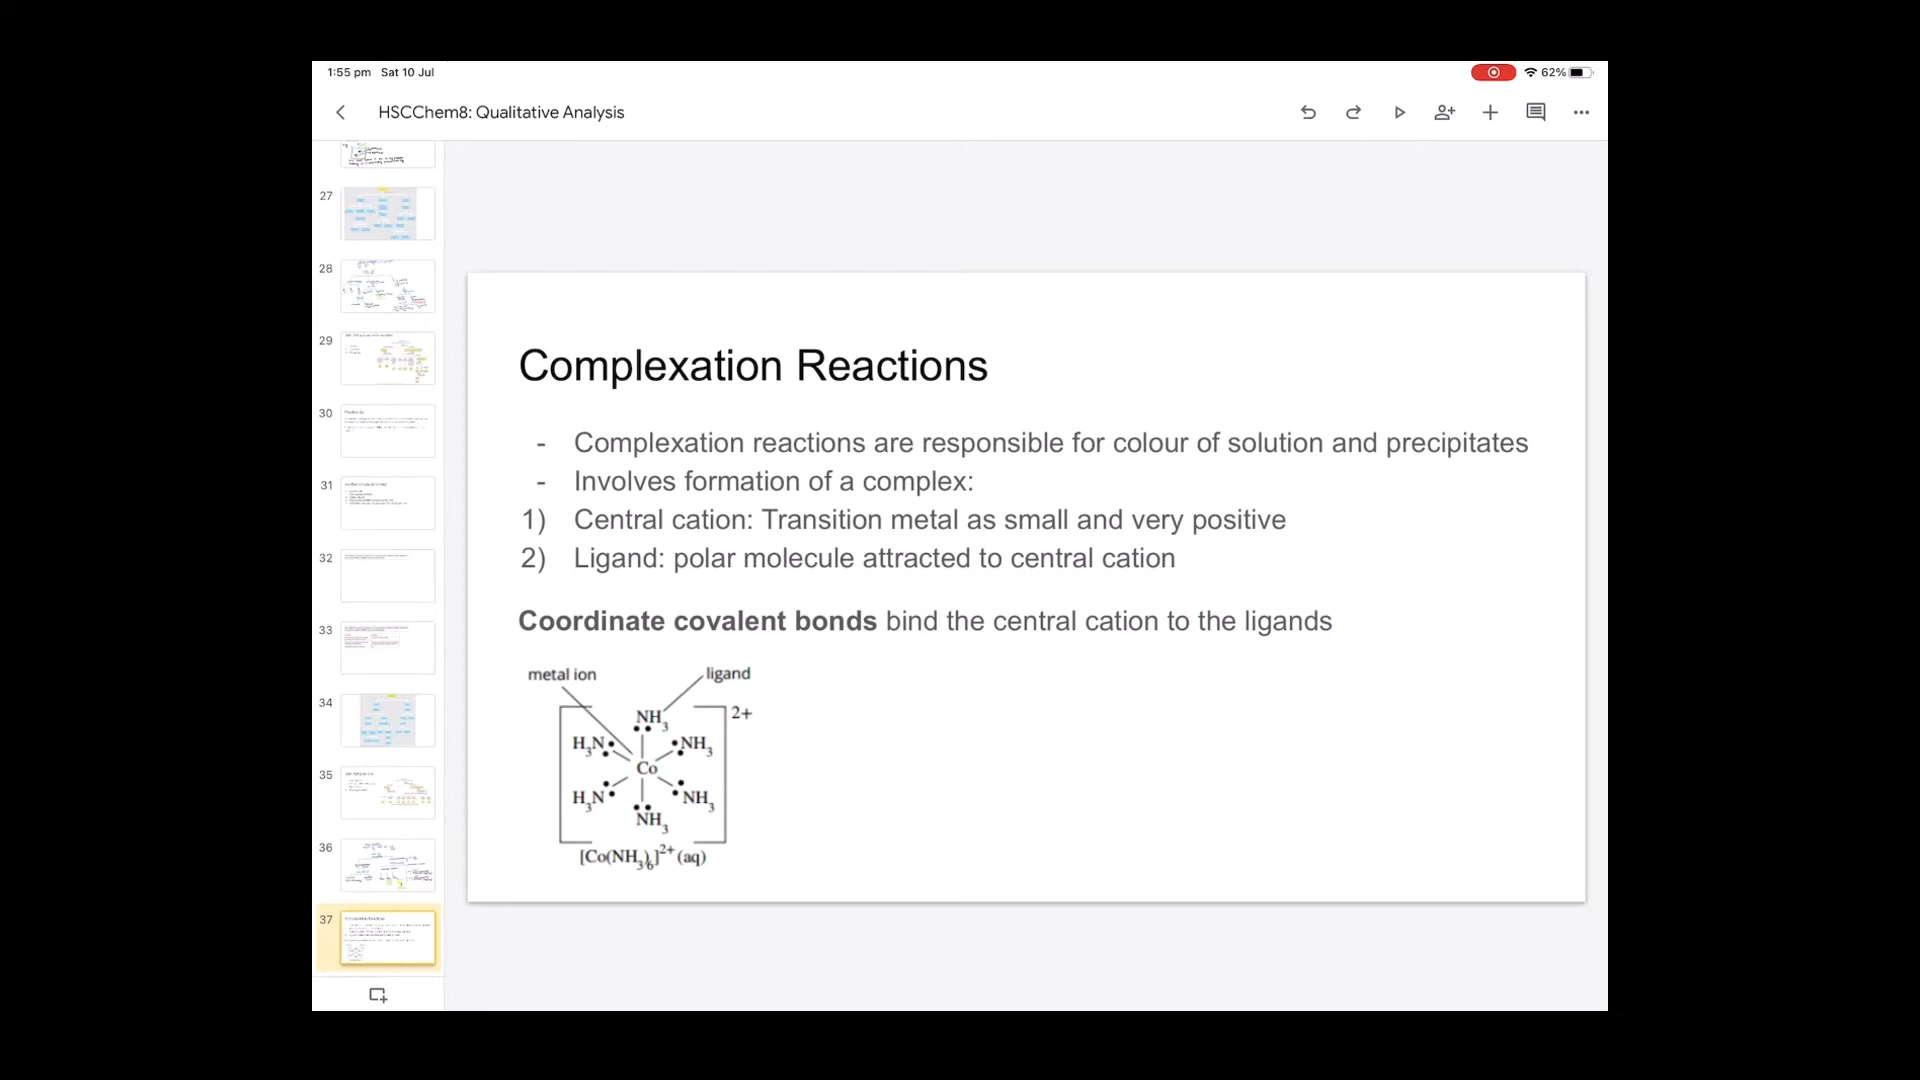 1:55 pm Sat 10 Jul
62%
HSCChem8: Qualitative Analysis
27
28
29
30
31
32
33
34
35
36
37
Complexation Reactions
- Complexation reactions are responsible for colour of solution and precipitates
- Involves formation of a complex:
1) Central cation: Transition metal as small and very positive
2) Ligand: polar molecule attracted to central cation
Coordinate covalent bonds bind the central cation to the ligands
metal ion ligand
2+
NH₃
H₃N NH₃
Co
H₃N NH₃
NH₃
[Co(NH₃)₆]²⁺(aq)